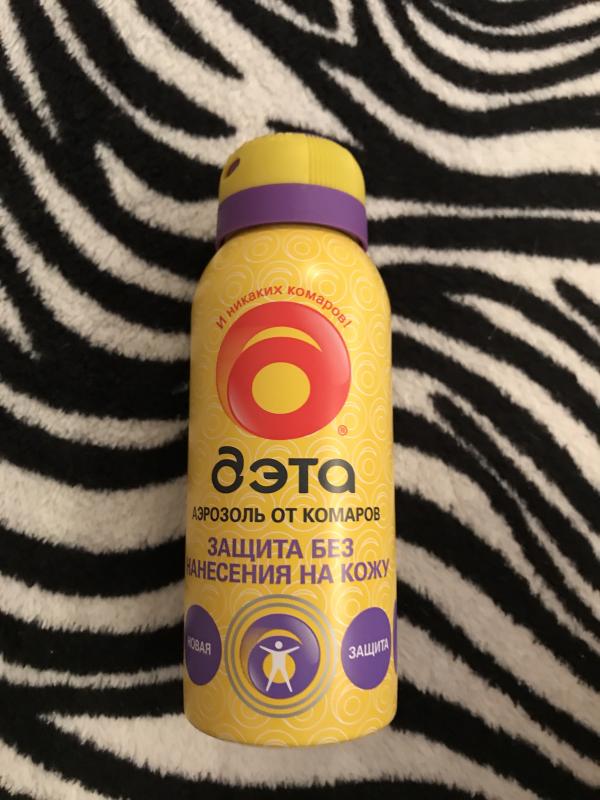 И никаких комаров!
®
дэта
АЭРОЗОЛЬ ОТ КОМАРОВ
ЗАЩИТА БЕЗ
НАНЕСЕНИЯ НА КОЖУ
НОВАЯ
ЗАЩИТА